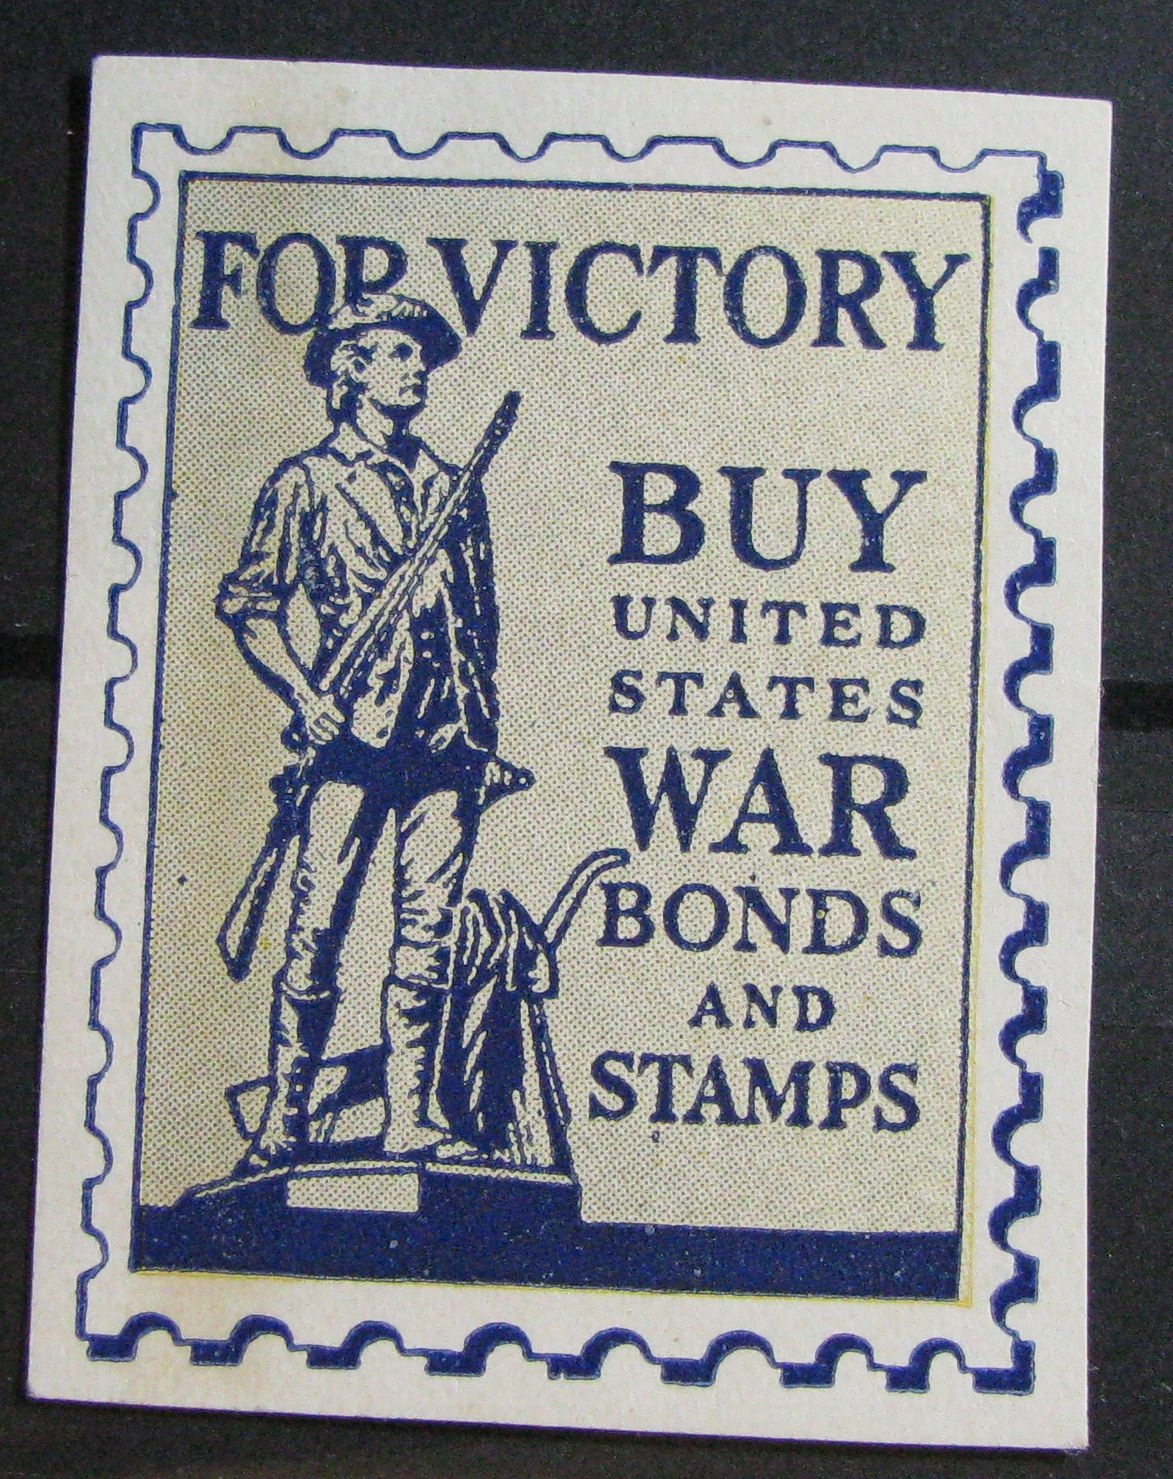 FOR VICTORY
BUY
UNITED
STATES
WAR
BONDS
AND
STAMPS